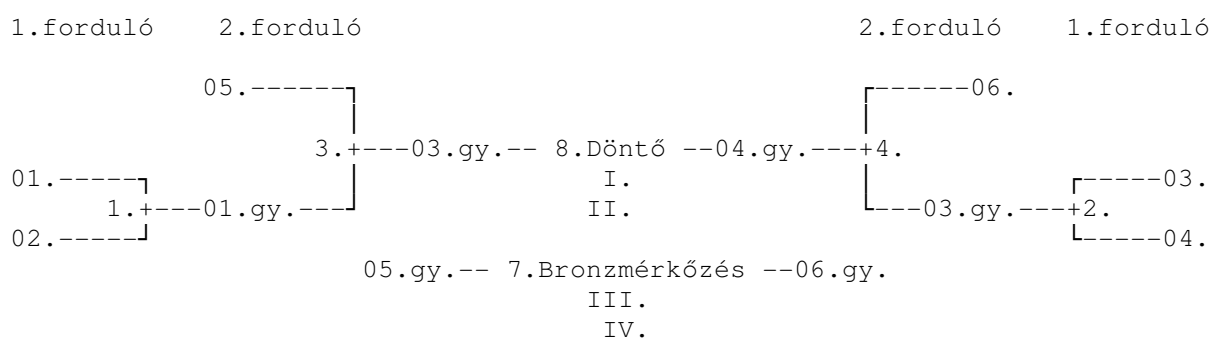 1.forduló 2.forduló 2.forduló 1.forduló
05.------┐ ┌------06.
3.+---03.gy.-- 8.Döntő --04.gy.---+4.
01.-----┐ I. ┌-----03.
1.+---01.gy.---┘ II. └---03.gy.---+2.
02.-----┘ └-----04.
05.gy.-- 7.Bronzmérkőzés --06.gy.
III.
IV.